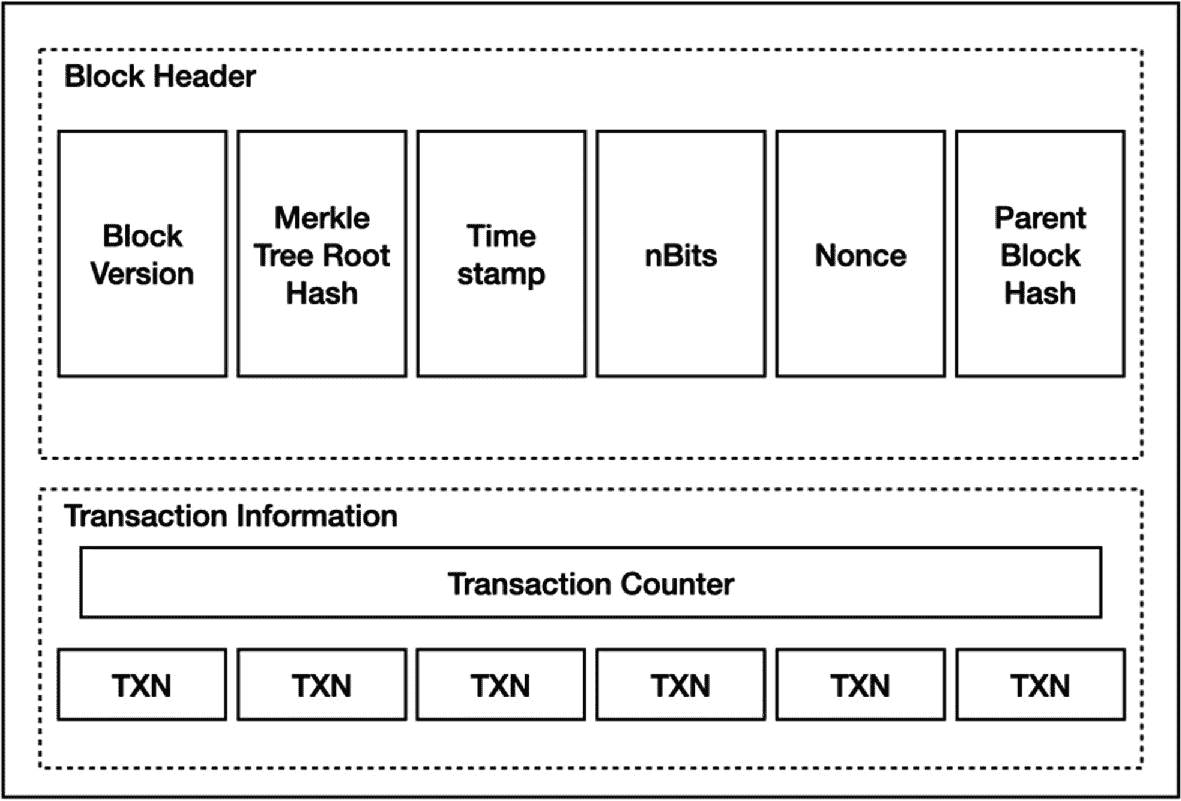 Block Header
Block
Version
Merkle
Tree Root
Hash
Time
stamp
nBits
Nonce
Parent
Block
Hash
Transaction Information
Transaction Counter
TXN
TXN
TXN
TXN
TXN
TXN